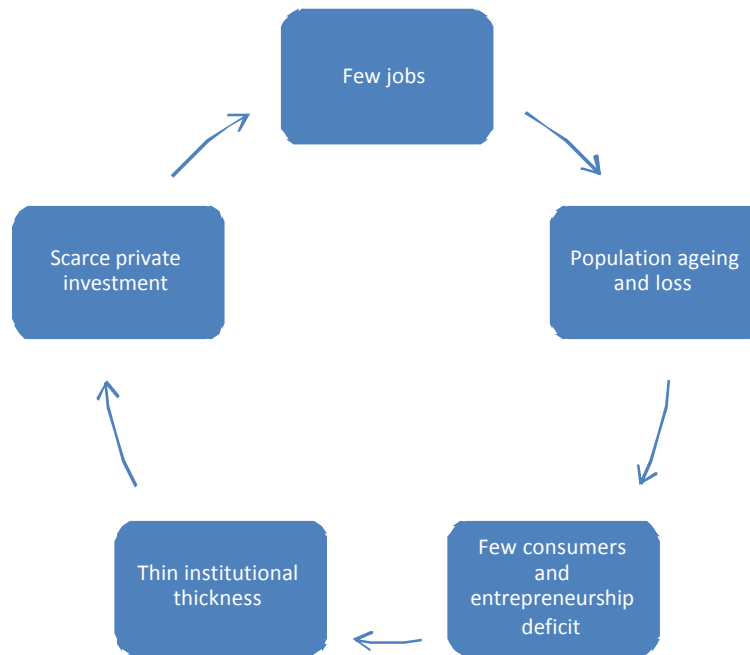 Few jobs
Population ageing
and loss
Few consumers
and
entrepreneurship
deficit
Thin institutional
thickness
Scarce private
investment